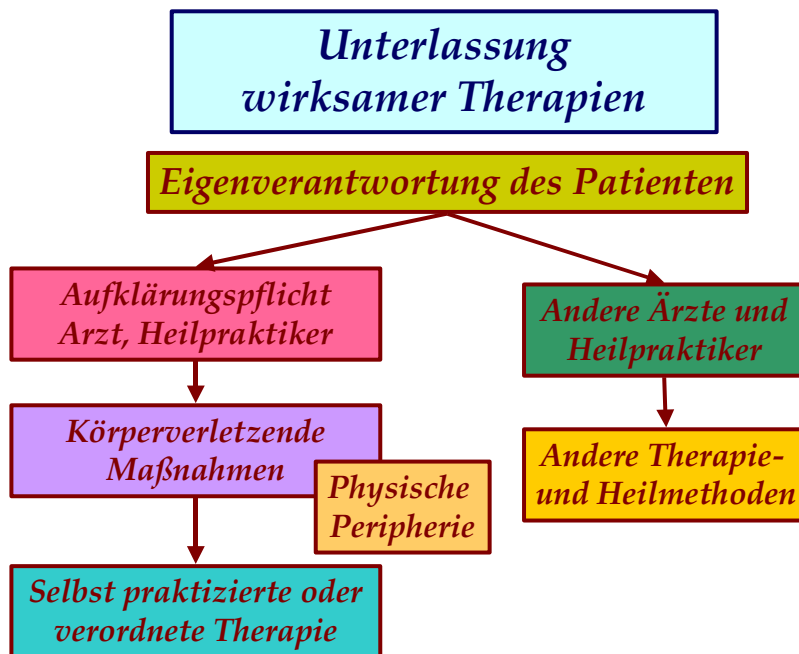 Unterlassung
wirksamer Therapien
Eigenverantwortung des Patienten
Aufklärungspflicht
Arzt, Heilpraktiker
Andere Ärzte und
Heilpraktiker
Körperverletzende
Maßnahmen
Physische
Peripherie
Andere Therapie-
und Heilmethoden
Selbst praktizierte oder
verordnete Therapie